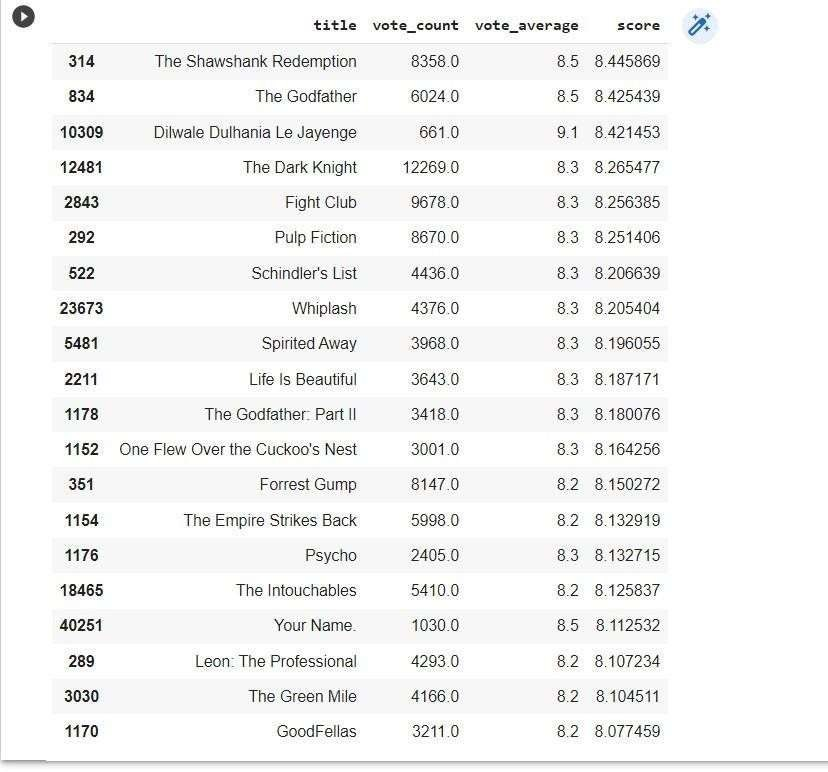 title vote_count vote_average score
314 The Shawshank Redemption 8358.0 8.5 8.445869
834 The Godfather 6024.0 8.5 8.425439
10309 Dilwale Dulhania Le Jayenge 661.0 9.1 8.421453
12481 The Dark Knight 12269.0 8.3 8.265477
2843 Fight Club 9678.0 8.3 8.256385
292 Pulp Fiction 8670.0 8.3 8.251406
522 Schindler's List 4436.0 8.3 8.206639
23673 Whiplash 4376.0 8.3 8.205404
5481 Spirited Away 3968.0 8.3 8.196055
2211 Life Is Beautiful 3643.0 8.3 8.187171
1178 The Godfather: Part II 3418.0 8.3 8.180076
1152 One Flew Over the Cuckoo's Nest 3001.0 8.3 8.164256
351 Forrest Gump 8147.0 8.2 8.150272
1154 The Empire Strikes Back 5998.0 8.2 8.132919
1176 Psycho 2405.0 8.3 8.132715
18465 The Intouchables 5410.0 8.2 8.125837
40251 Your Name. 1030.0 8.5 8.112532
289 Leon: The Professional 4293.0 8.2 8.107234
3030 The Green Mile 4166.0 8.2 8.104511
1170 GoodFellas 3211.0 8.2 8.077459